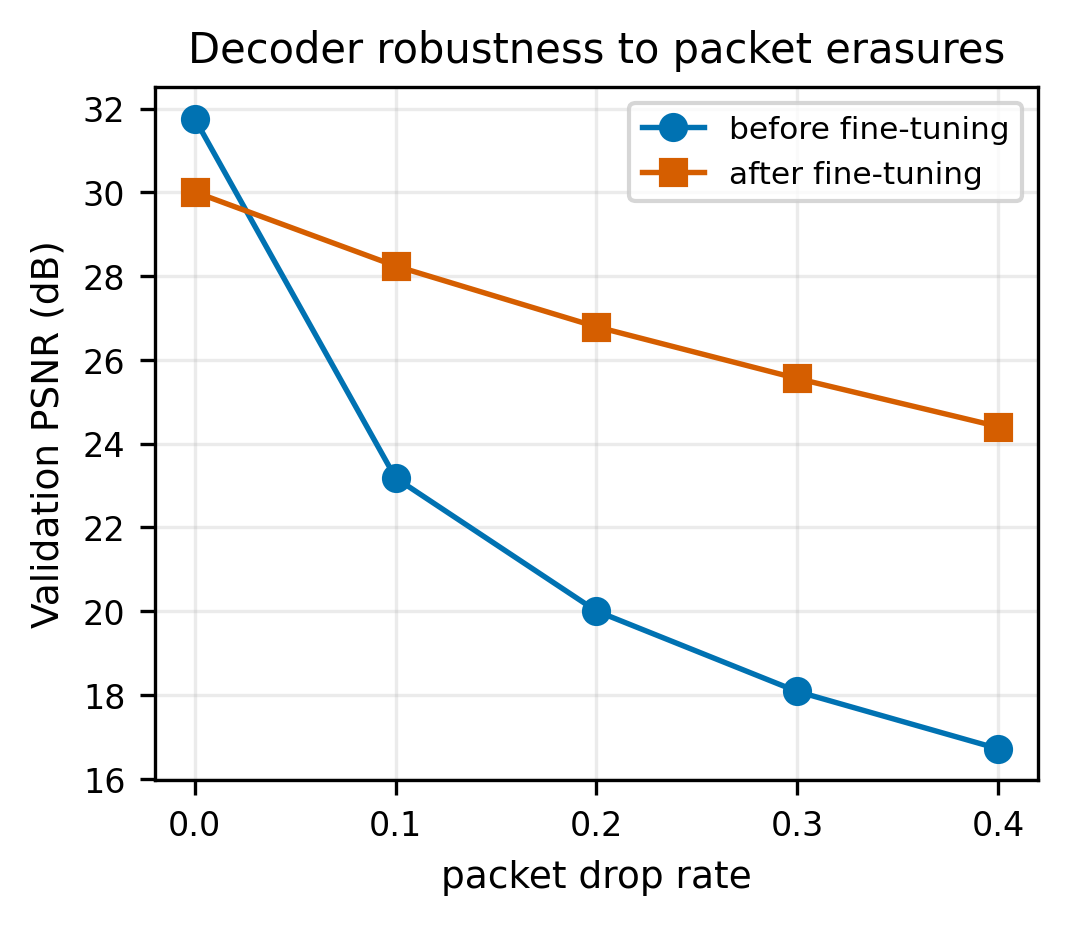 Decoder robustness to packet erasures
before fine-tuning
after fine-tuning
Validation PSNR (dB)
32
30
28
26
24
22
20
18
16
0.0 0.1 0.2 0.3 0.4
packet drop rate